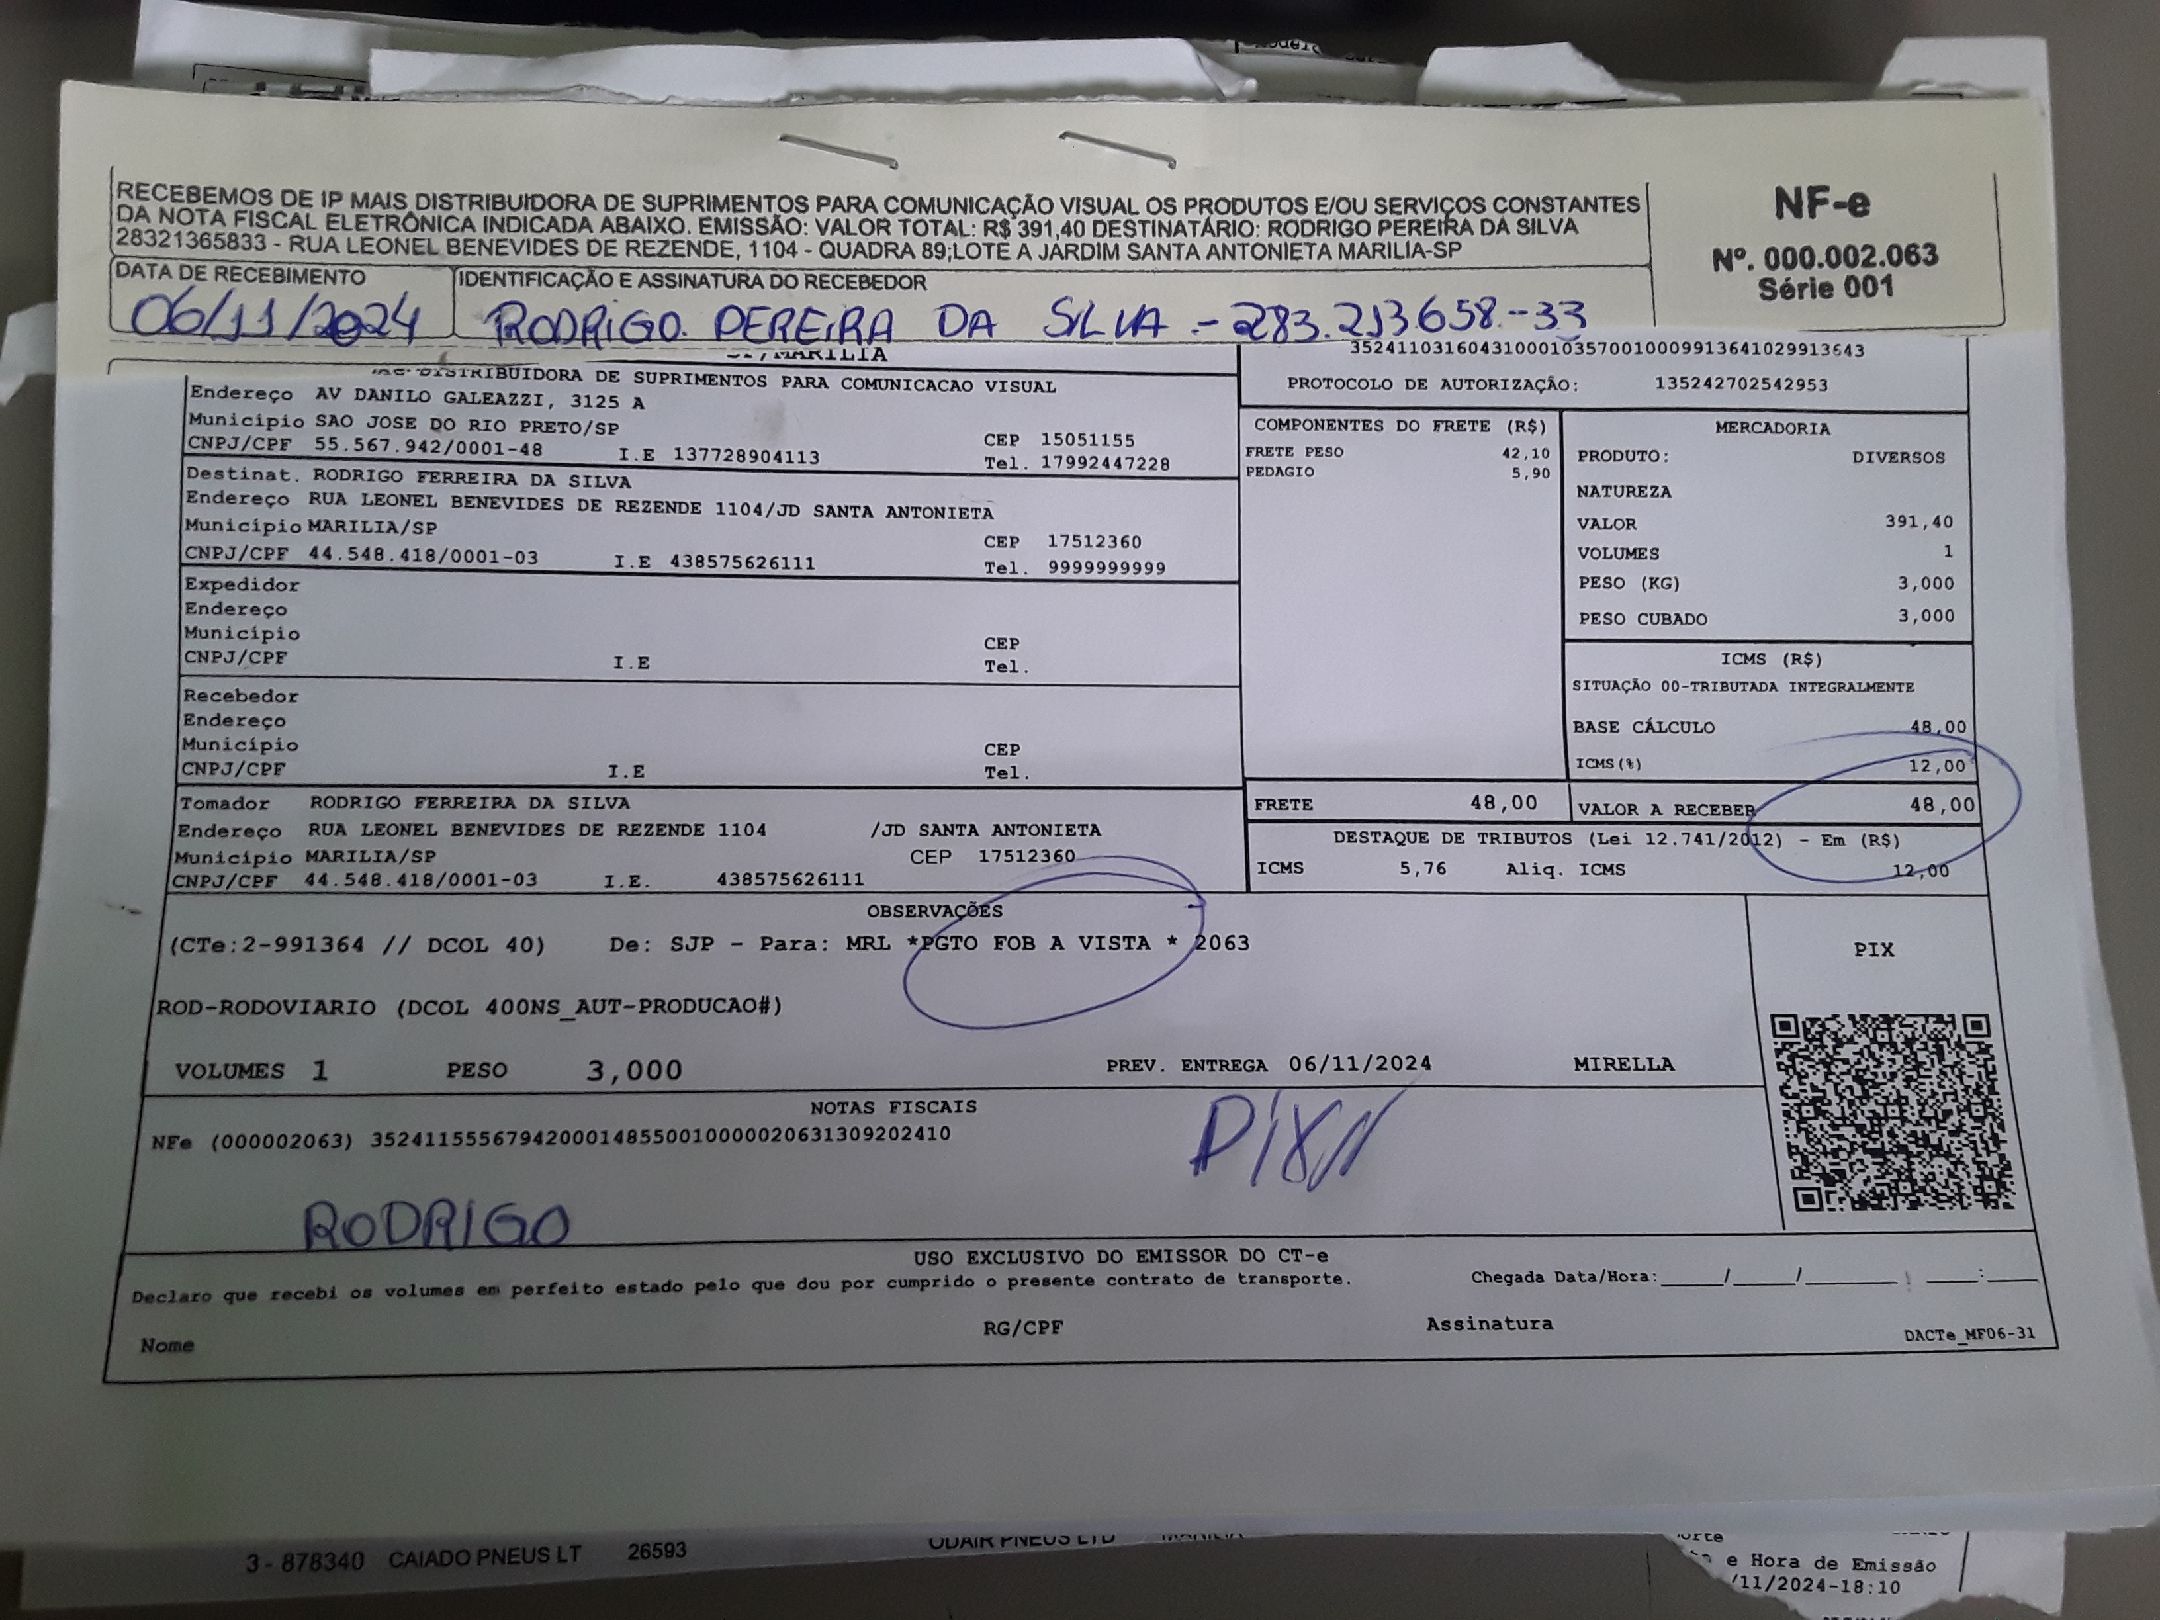 RECEBEMOS DE IP MAIS DISTRIBUIDORA DE SUPRIMENTOS PARA COMUNICAÇÃO VISUAL OS PRODUTOS E/OU SERVIÇOS CONSTANTES
DA NOTA FISCAL ELETRÔNICA INDICADA ABAIXO. EMISSÃO: VALOR TOTAL: R$ 391,40 DESTINATÁRIO: RODRIGO PEREIRA DA SILVA
28321365833 - RUA LEONEL BENEVIDES DE REZENDE, 1104 - QUADRA 89;LOTE A JARDIM SANTA ANTONIETA MARILIA-SP
NF-e
Nº. 000.002.063
Série 001
DATA DE RECEBIMENTO
06/11/2024
IDENTIFICAÇÃO E ASSINATURA DO RECEBEDOR
RODRIGO PEREIRA DA SILVA - 283.213658-33
/MARILIA
DISTRIBUIDORA DE SUPRIMENTOS PARA COMUNICACAO VISUAL
Endereço AV DANILO GALEAZZI, 3125 A
Município SAO JOSE DO RIO PRETO/SP
CEP 15051155
CNPJ/CPF 55.567.942/0001-48 I.E 137728904113 Tel. 17992447228
Destinat. RODRIGO FERREIRA DA SILVA
Endereço RUA LEONEL BENEVIDES DE REZENDE 1104/JD SANTA ANTONIETA
Município MARILIA/SP
CEP 17512360
CNPJ/CPF 44.548.418/0001-03 I.E 438575626111 Tel. 9999999999
Expedidor
Endereço
Município CEP
CNPJ/CPF I.E Tel.
Recebedor
Endereço
Município CEP
CNPJ/CPF I.E Tel.
Tomador RODRIGO FERREIRA DA SILVA
Endereço RUA LEONEL BENEVIDES DE REZENDE 1104 /JD SANTA ANTONIETA
Município MARILIA/SP CEP 17512360
CNPJ/CPF 44.548.418/0001-03 I.E. 438575626111
35241103160431000103570010009913641029913643
PROTOCOLO DE AUTORIZAÇÃO: 135242702542953
COMPONENTES DO FRETE (R$)
FRETE PESO 42,10
PEDAGIO 5,90
MERCADORIA
PRODUTO: DIVERSOS
NATUREZA
VALOR 391,40
VOLUMES 1
PESO (KG) 3,000
PESO CUBADO 3,000
ICMS (R$)
SITUAÇÃO 00-TRIBUTADA INTEGRALMENTE
BASE CÁLCULO 48,00
ICMS(%) 12,00
FRETE 48,00 VALOR A RECEBER 48,00
DESTAQUE DE TRIBUTOS (Lei 12.741/2012) - Em (R$)
ICMS 5,76 Aliq. ICMS 12,00
OBSERVAÇÕES
(CTe:2-991364 // DCOL 40) De: SJP - Para: MRL *PGTO FOB A VISTA * 2063
ROD-RODOVIARIO (DCOL 400NS_AUT-PRODUCAO#)
VOLUMES 1 PESO 3,000 PREV. ENTREGA 06/11/2024 MIRELLA
PIX
NOTAS FISCAIS
NFe (000002063) 35241155567942000148550010000020631309202410
PIX
RODRIGO
USO EXCLUSIVO DO EMISSOR DO CT-e
Declaro que recebi os volumes em perfeito estado pelo que dou por cumprido o presente contrato de transporte.
Chegada Data/Hora:____/____/________ ____:____
Nome RG/CPF Assinatura
DACTe_MF06-31
3 - 878340 CAIADO PNEUS LT 26593 ODAIR PNEUS LTD
e Hora de Emissão
/11/2024-18:10